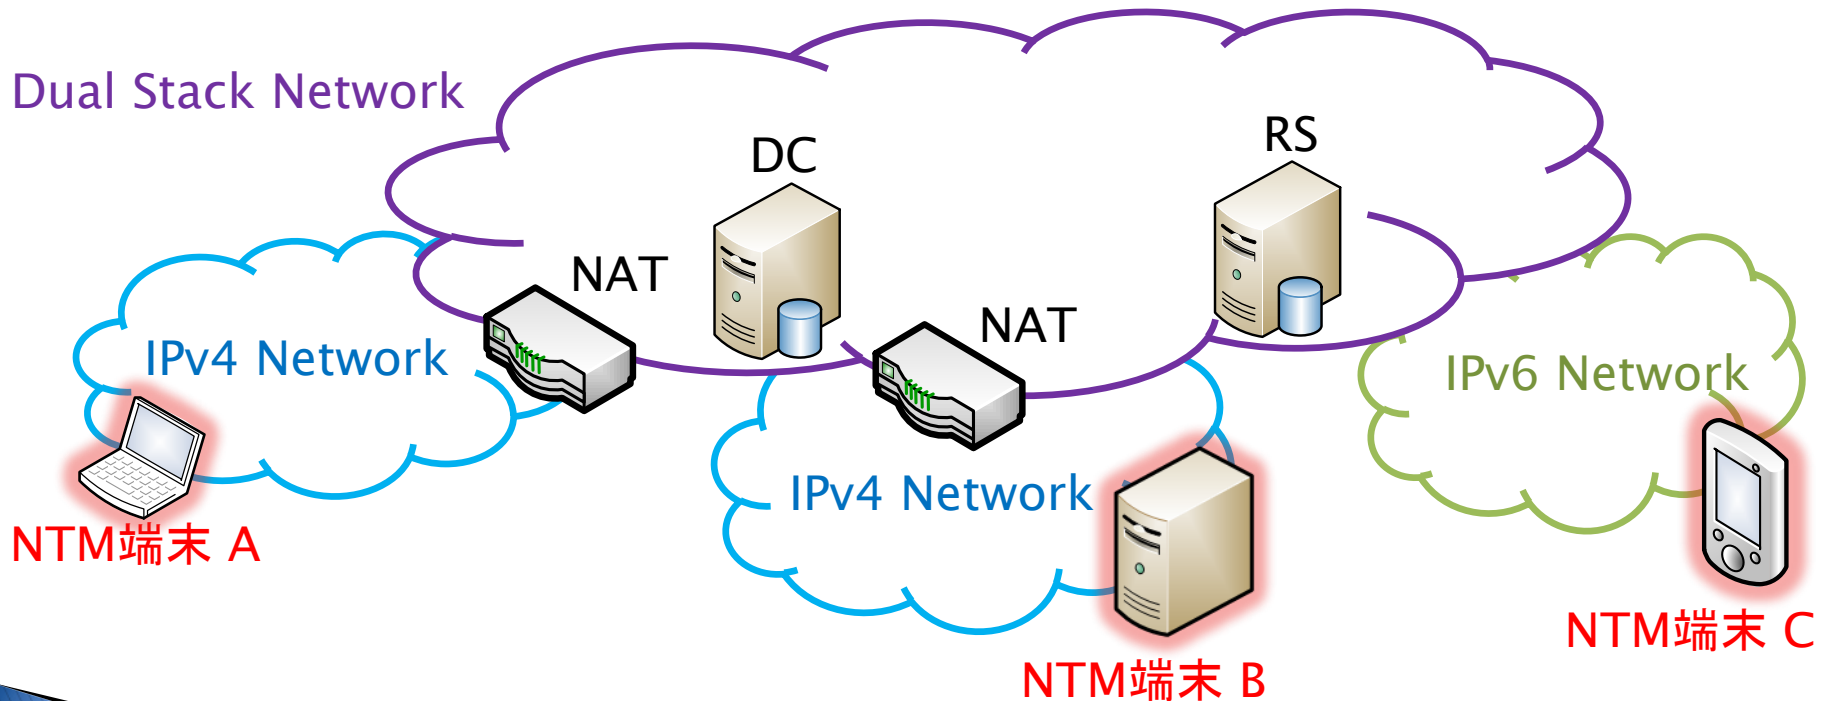 Dual Stack Network
DC
RS
NAT
NAT
IPv4 Network
IPv6 Network
IPv4 Network
NTM端末 A
NTM端末 C
NTM端末 B